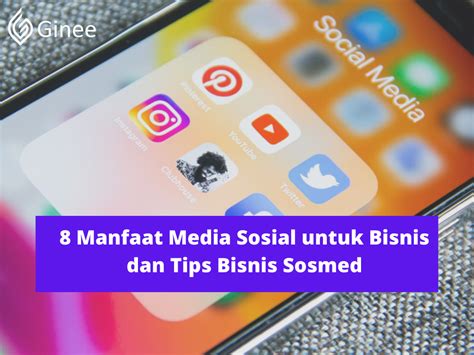 Ginee
Social Media
Pinterest
YouTube
Twitter
Instagram
Clubhouse
8 Manfaat Media Sosial untuk Bisnis
dan Tips Bisnis Sosmed